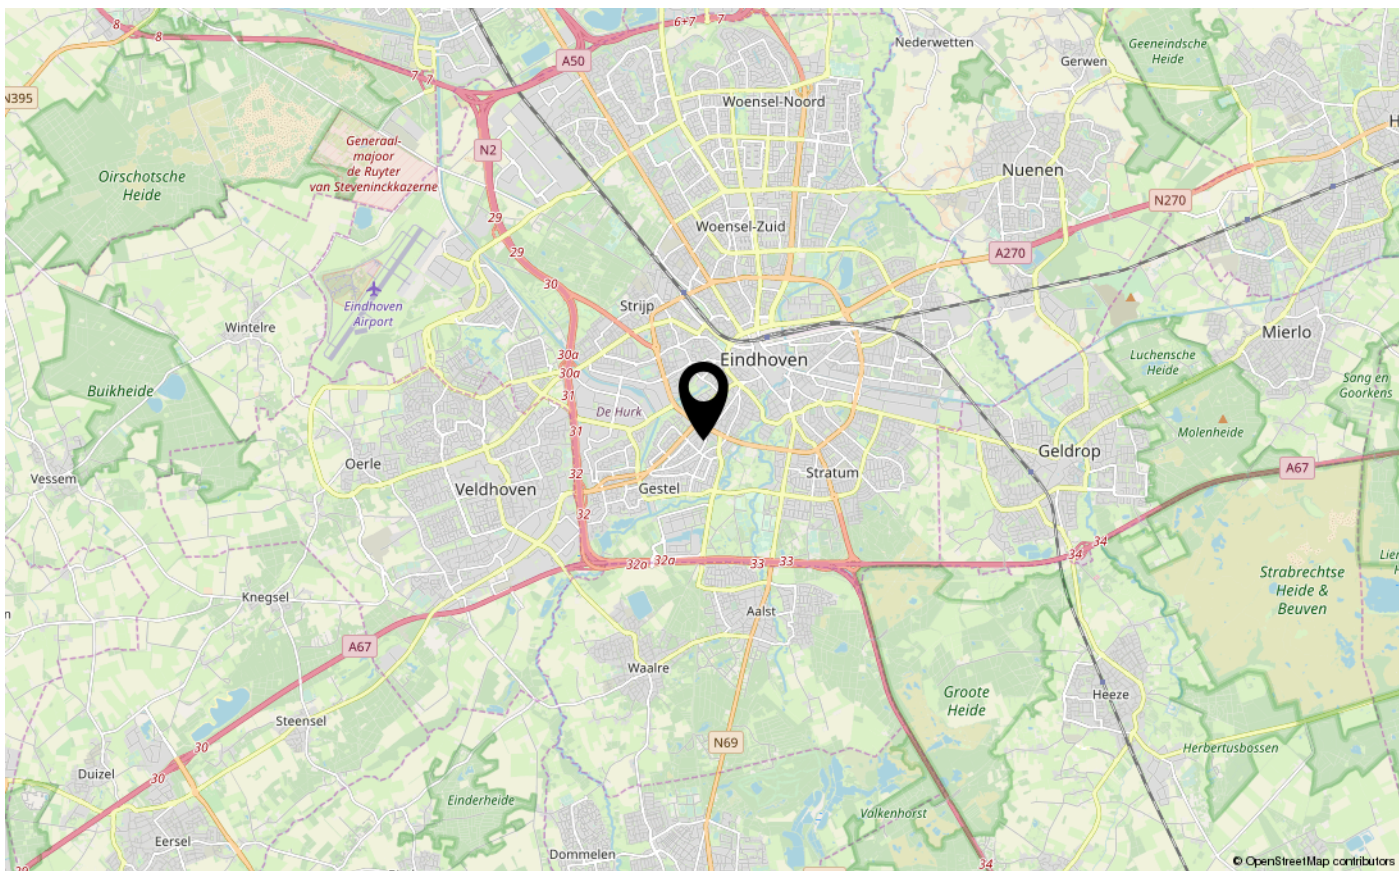 8
8
6+7
7
Nederwetten
Geeneindsche
Heide
Gerwen
A50
7
7
N395
Woensel-Noord
H
Generaal-
majoor
de Ruyter
van Steveninckkazerne
N2
Nuenen
Oirschotsche
Heide
N270
29
Woensel-Zuid
29
A270
30
Eindhoven
Airport
Strijp
Wintelre
Mierlo
30a
30a
Eindhoven
Luchensche
Heide
Buikheide
31
Sang en
Goorkens
De Hurk
31
Molenheide
Oerle
Geldrop
A67
Vessem
32
Stratum
Veldhoven
Gestel
32
34
34
32a
32a
33
33
Lie
Strabrechtse
Heide &
Beuven
Knegsel
n
Aalst
A67
Waalre
Groote
Heide
Heeze
Steensel
N69
30
Herbertusbossen
Duizel
30
Einderheide
Valkenhorst
Eersel
Dommelen
34
29
© OpenStreetMap contributors